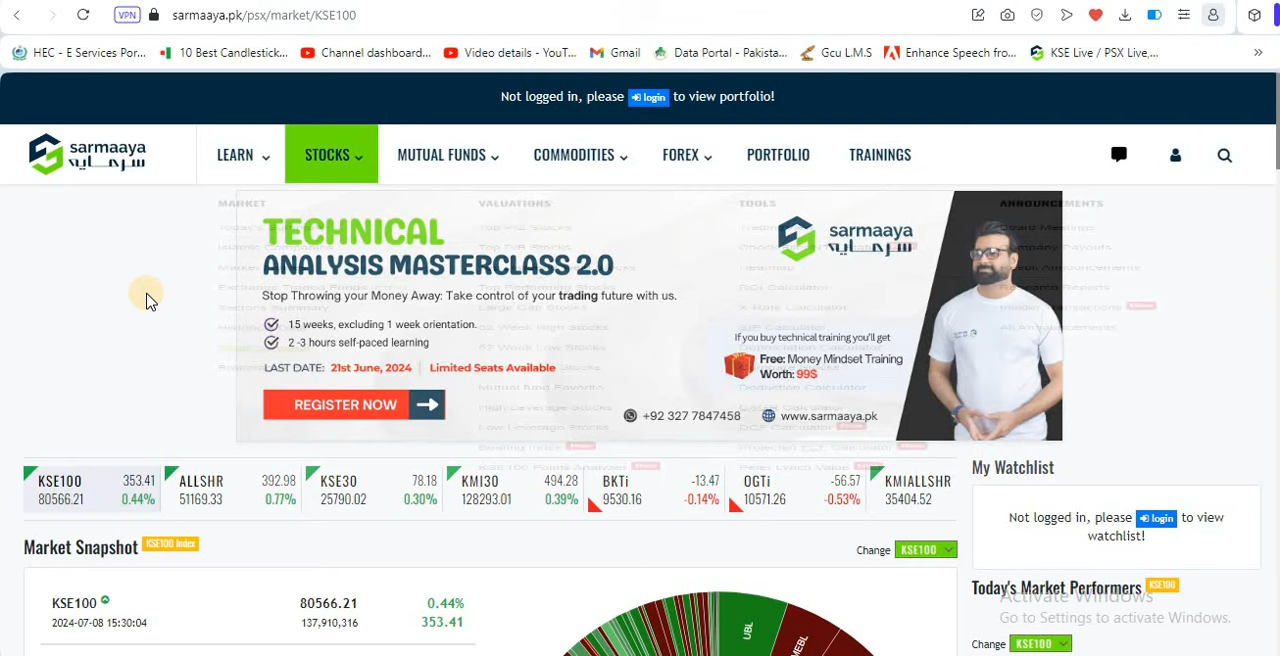 VPN
sarmaaya.pk/psx/market/KSE100
HEC - E Services Por...
10 Best Candlestick...
Channel dashboard...
Video details - YouT...
Gmail
Data Portal - Pakista...
Gcu L.M.S
Enhance Speech fro...
KSE Live / PSX Live,...
»
Not logged in, please login to view portfolio!
sarmaaya
سرمایہ
LEARN
STOCKS
MUTUAL FUNDS
COMMODITIES
FOREX
PORTFOLIO
TRAININGS
MARKET
VALUATIONS
TOOLS
ANNOUNCEMENTS
TECHNICAL
ANALYSIS MASTERCLASS 2.0
Stop Throwing your Money Away: Take control of your trading future with us.
15 weeks, excluding 1 week orientation.
2 -3 hours self-paced learning
LAST DATE: 21st June, 2024 | Limited Seats Available
REGISTER NOW
sarmaaya
سرمایہ
If you buy technical training you'll get
Free: Money Mindset Training
Worth: 99$
+92 327 7847458
www.sarmaaya.pk
KSE100 353.41
80566.21 0.44%
ALLSHR 392.98
51169.33 0.77%
KSE30 78.18
25790.02 0.30%
KMI30 494.28
128293.01 0.39%
BKTi -13.47
9530.16 -0.14%
OGTi -56.57
10571.26 -0.53%
KMIALLSHR
35404.52
My Watchlist
Not logged in, please login to view
watchlist!
Market Snapshot KSE100 Index
Change KSE100
KSE100 80566.21 0.44%
2024-07-08 15:30:04 137,910,316 353.41
UBL
MEBL
Today's Market Performers KSE100
Change KSE100
Activate Windows
Go to Settings to activate Windows.